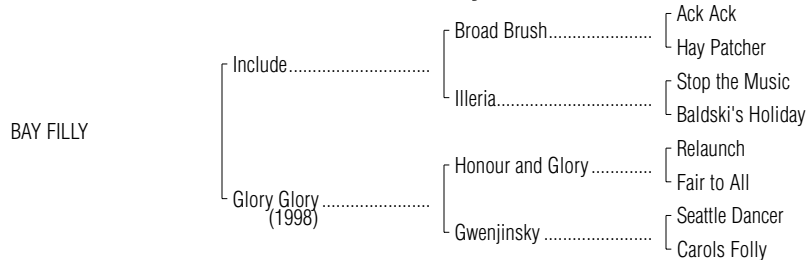 Ack Ack
Broad Brush......................
Hay Patcher
Include..............................
Stop the Music
Illeria.................................
Baldski's Holiday
BAY FILLY
Relaunch
Honour and Glory .............
Fair to All
Glory Glory .......................
(1998)
Seattle Dancer
Gwenjinsky .......................
Carols Folly